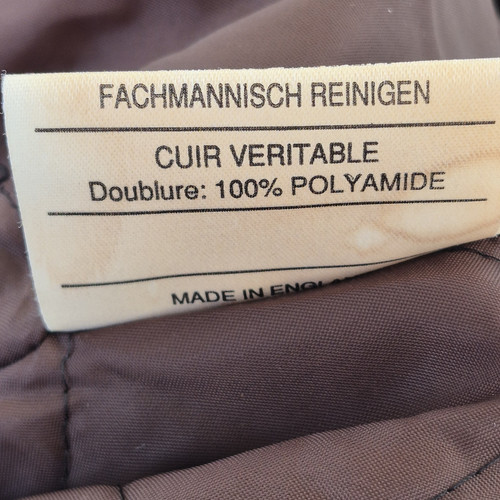 FACHMANNISCH REINIGEN
CUIR VERITABLE
Doublure: 100% POLYAMIDE
MADE IN